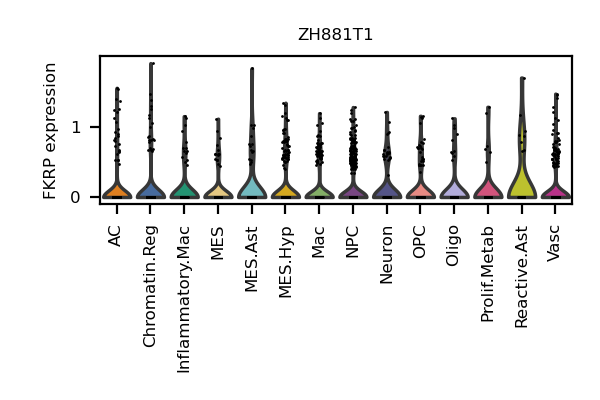 ZH881T1
FKRP expression
1
0
AC
Chromatin.Reg
Inflammatory.Mac
MES
MES.Ast
MES.Hyp
Mac
NPC
Neuron
OPC
Oligo
Prolif.Metab
Reactive.Ast
Vasc